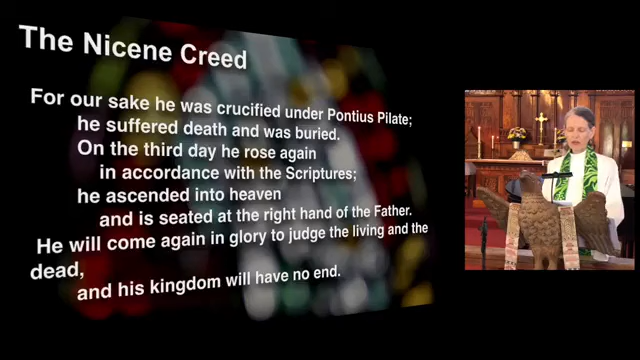 The Nicene Creed
For our sake he was crucified under Pontius Pilate;
he suffered death and was buried.
On the third day he rose again
in accordance with the Scriptures;
he ascended into heaven
and is seated at the right hand of the Father.
He will come again in glory to judge the living and the
dead,
and his kingdom will have no end.